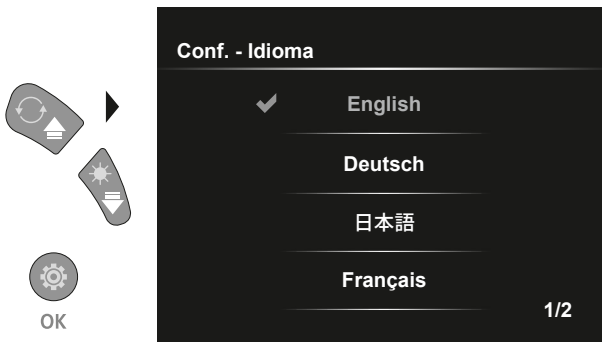 Conf. - Idioma
English
Deutsch
日本語
Français
1/2
OK